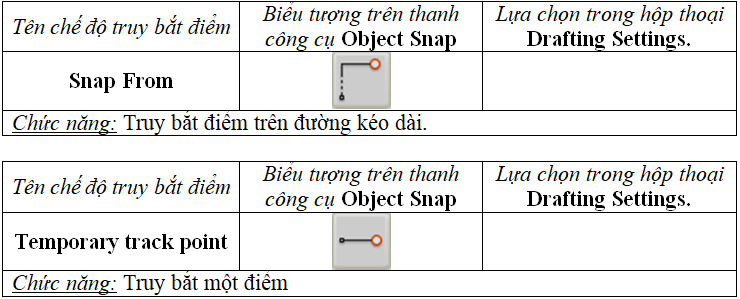 Tên chế độ truy bắt điểm
Biểu tượng trên thanh
công cụ Object Snap
Lựa chọn trong hộp thoại
Drafting Settings.
Snap From
Chức năng: Truy bắt điểm trên đường kéo dài.
Tên chế độ truy bắt điểm
Biểu tượng trên thanh
công cụ Object Snap
Lựa chọn trong hộp thoại
Drafting Settings.
Temporary track point
Chức năng: Truy bắt một điểm